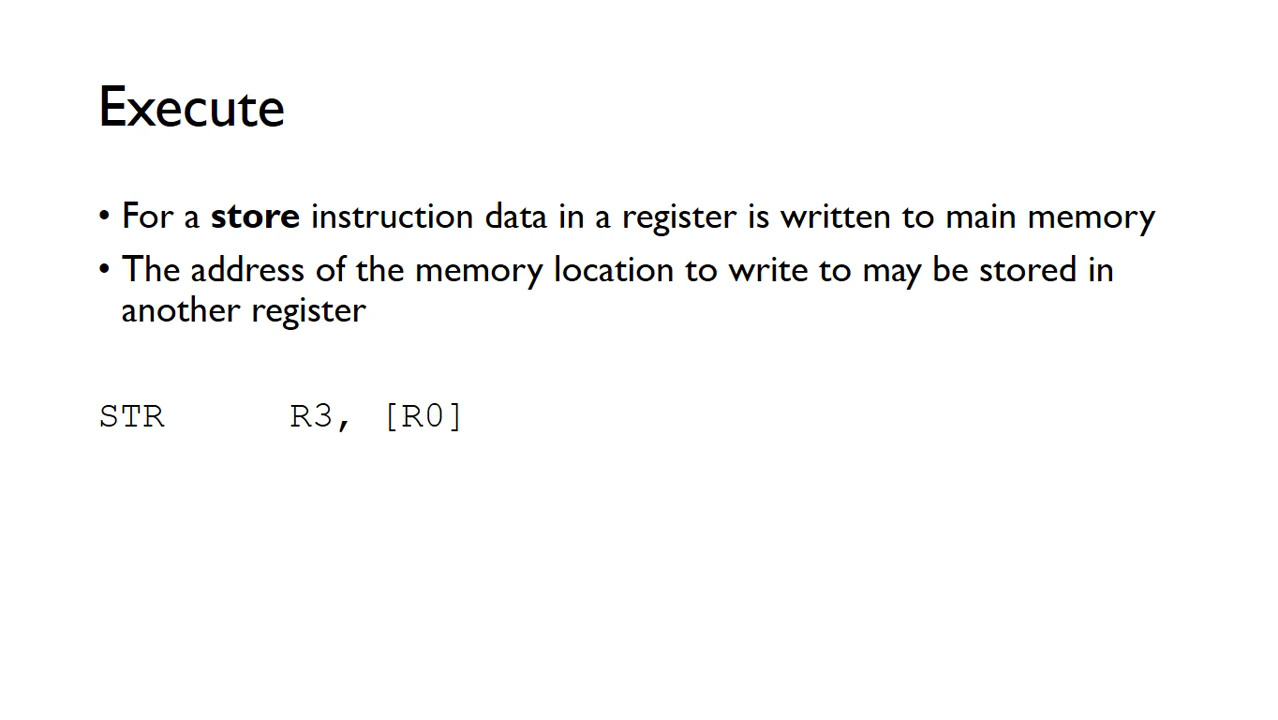 Execute
• For a store instruction data in a register is written to main memory
• The address of the memory location to write to may be stored in
another register
STR R3, [R0]